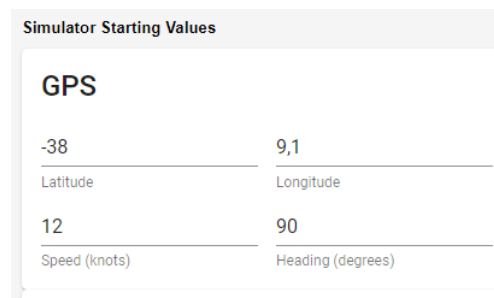 Simulator Starting Values
GPS
-38 9,1
Latitude Longitude
12 90
Speed (knots) Heading (degrees)